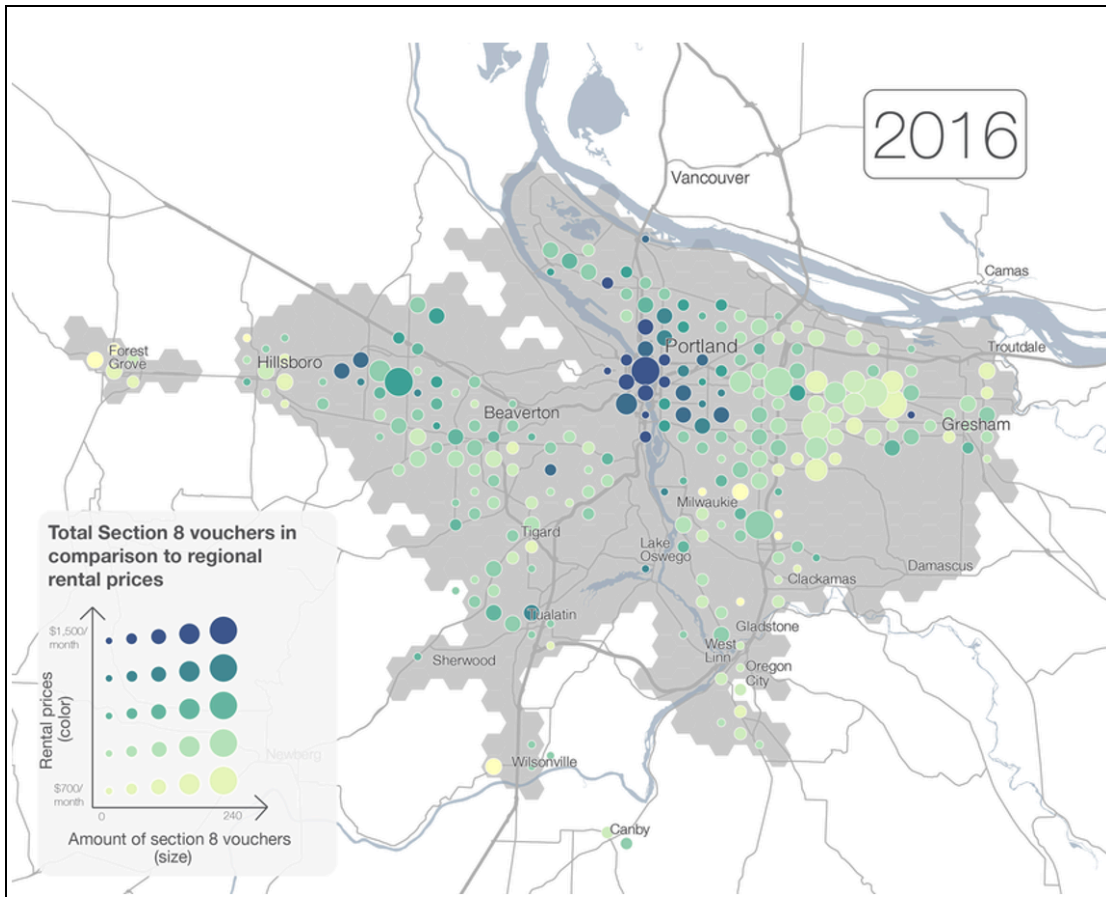 2016
Vancouver
Camas
Troutdale
Portland
Forest
Grove
Hillsboro
Beaverton
Gresham
Milwaukie
Tigard
Lake
Oswego
Damascus
Clackamas
Tualatin
Gladstone
West
Linn
Sherwood
Oregon
City
Wilsonville
Canby
Total Section 8 vouchers in
comparison to regional
rental prices
$1,500/
month
Rental prices
(color)
Newberg
$700/
month
0
240
Amount of section 8 vouchers
(size)